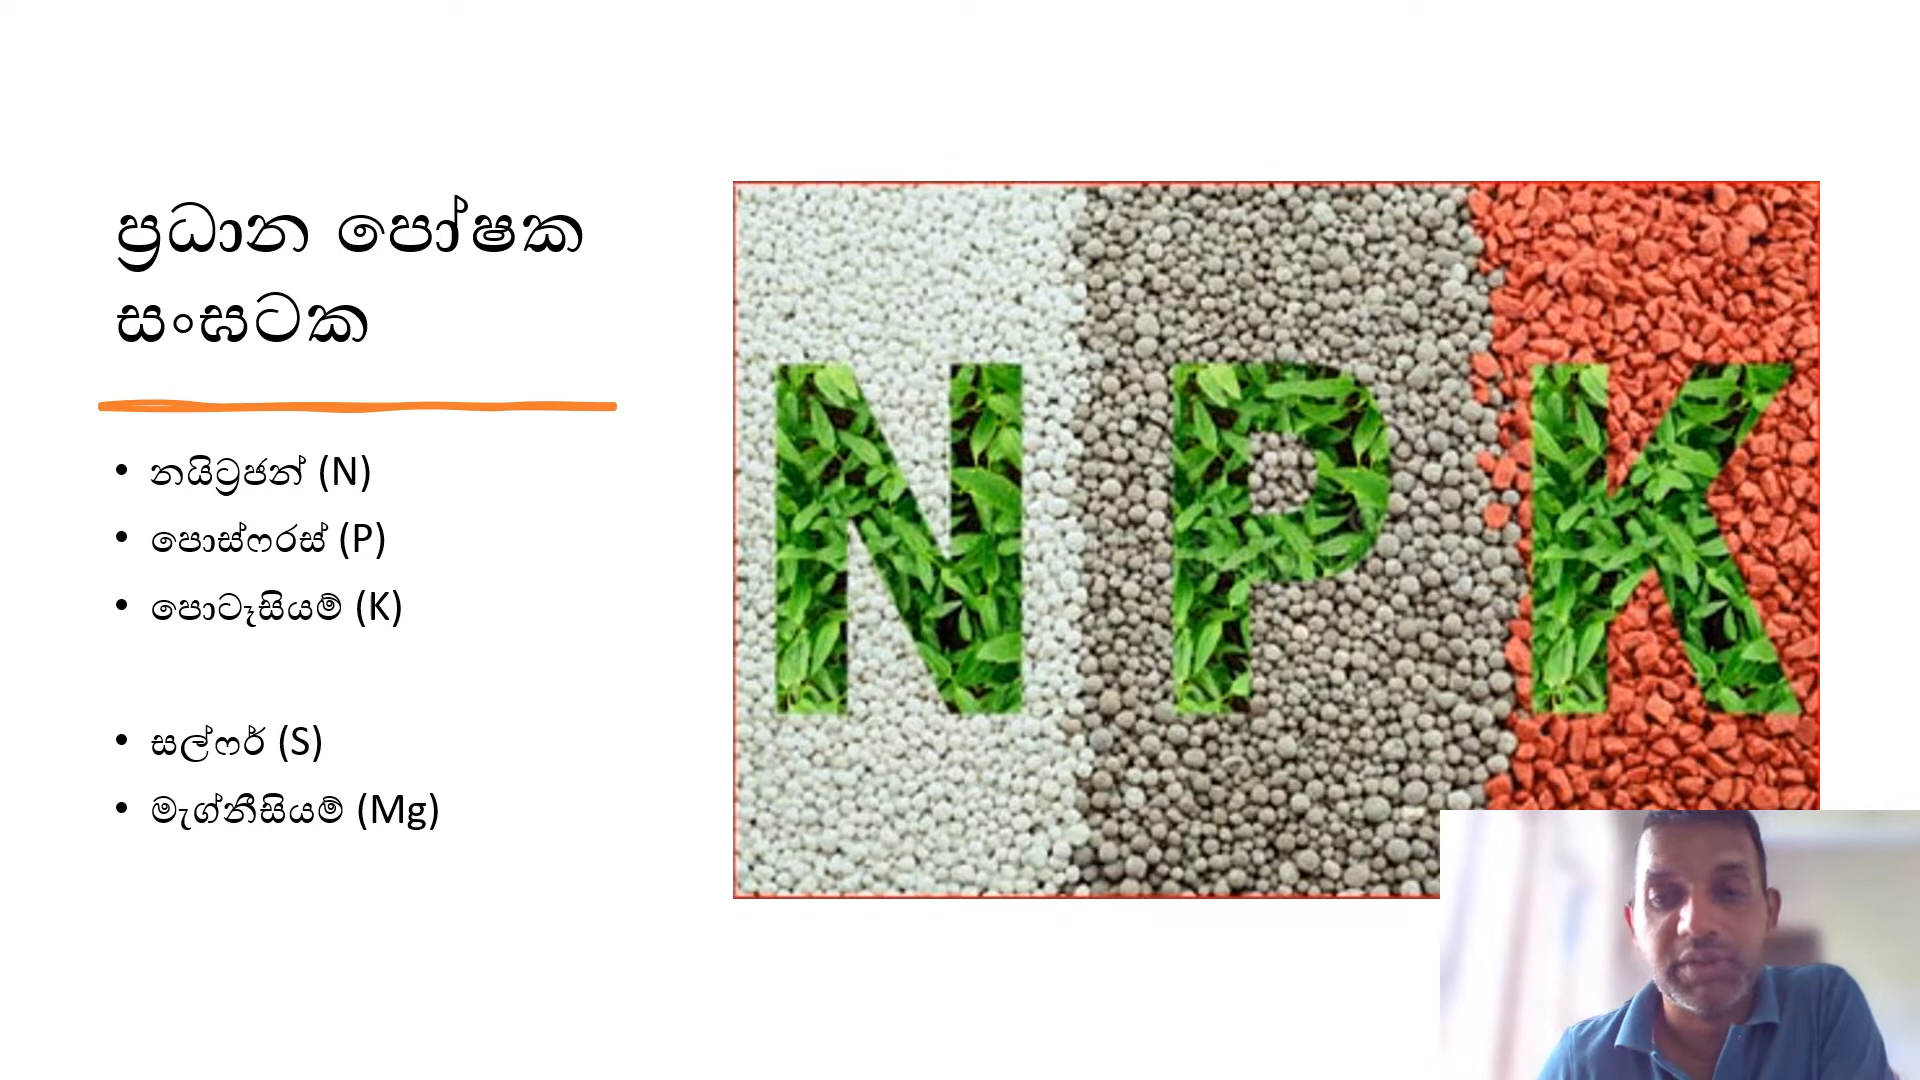 ප්‍රධාන පෝෂක
සංඝටක
• නයිට්‍රජන් (N)
• පොස්ෆරස් (P)
• පොටෑසියම් (K)
• සල්ෆර් (S)
• මැග්නීසියම් (Mg)
N P K